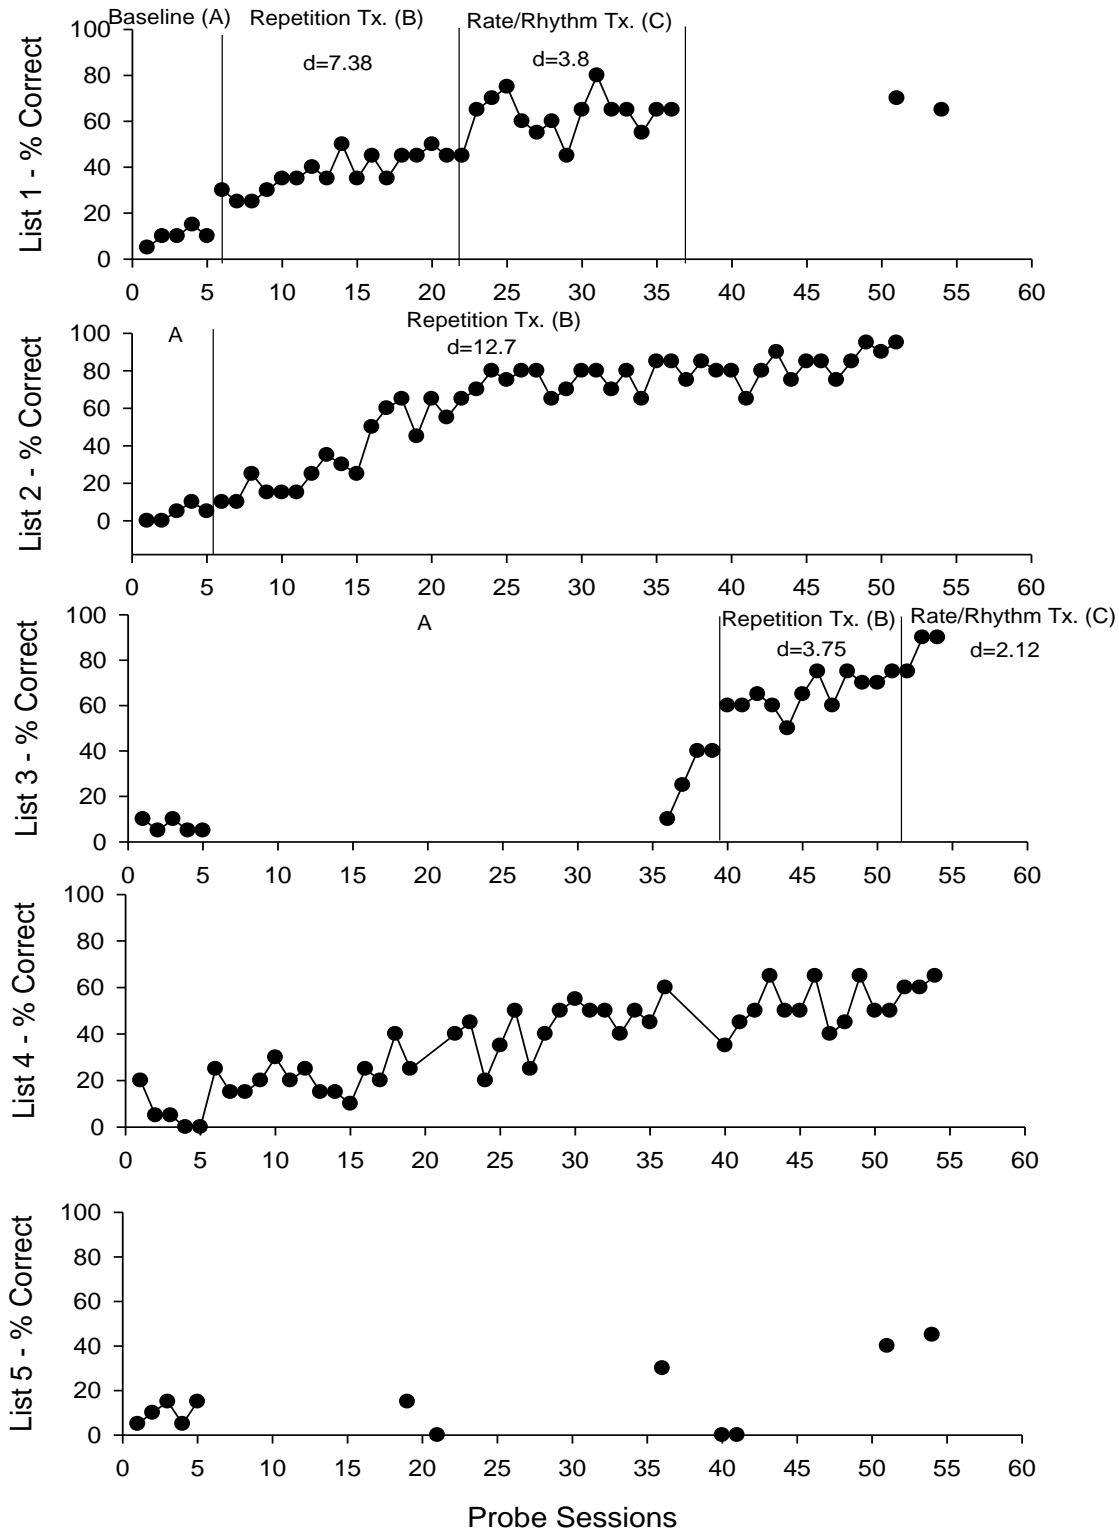 Baseline (A) Repetition Tx. (B) Rate/Rhythm Tx. (C)
d=7.38 d=3.8
List 1 - % Correct
100
80
60
40
20
0
0 5 10 15 20 25 30 35 40 45 50 55 60
A Repetition Tx. (B)
d=12.7
List 2 - % Correct
100
80
60
40
20
0
0 5 10 15 20 25 30 35 40 45 50 55 60
A Repetition Tx. (B) Rate/Rhythm Tx. (C)
d=3.75 d=2.12
List 3 - % Correct
100
80
60
40
20
0
0 5 10 15 20 25 30 35 40 45 50 55 60
List 4 - % Correct
100
80
60
40
20
0
0 5 10 15 20 25 30 35 40 45 50 55 60
List 5 - % Correct
100
80
60
40
20
0
0 5 10 15 20 25 30 35 40 45 50 55 60
Probe Sessions